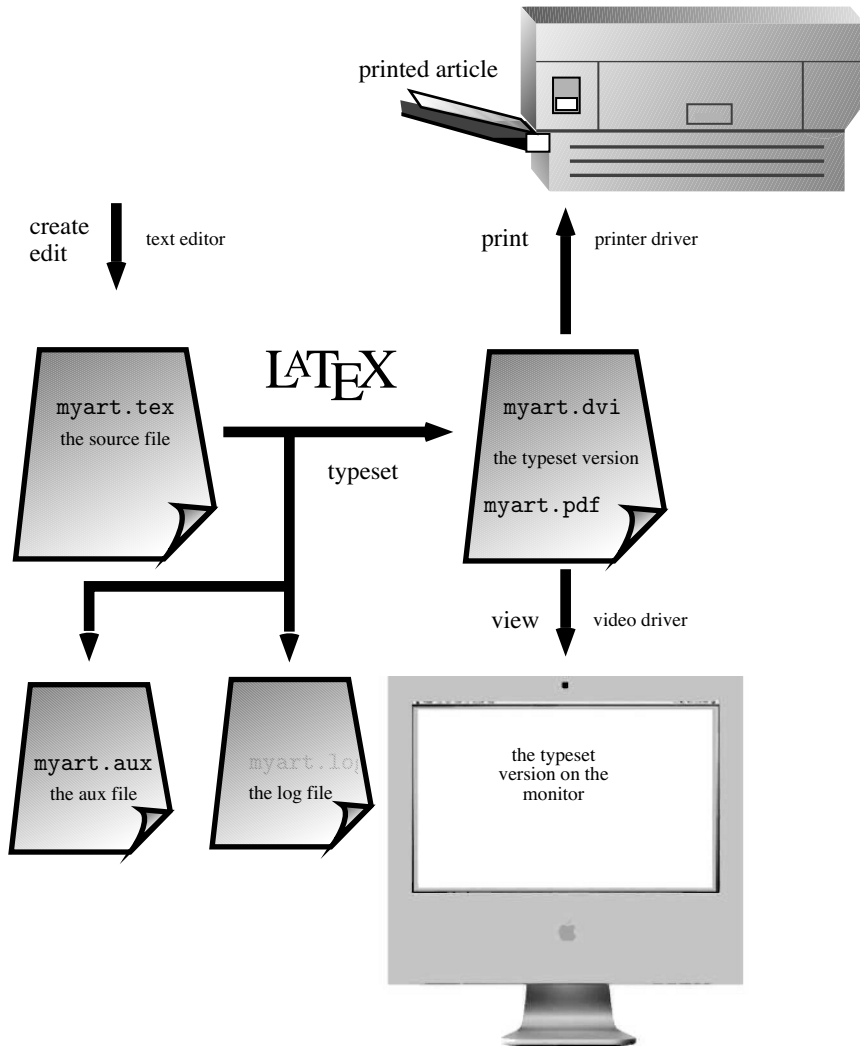 printed article
create
edit
text editor
print
printer driver
LATEX
myart.tex
the source file
typeset
myart.dvi
the typeset version
myart.pdf
view
video driver
myart.aux
the aux file
myart.log
the log file
the typeset
version on the
monitor